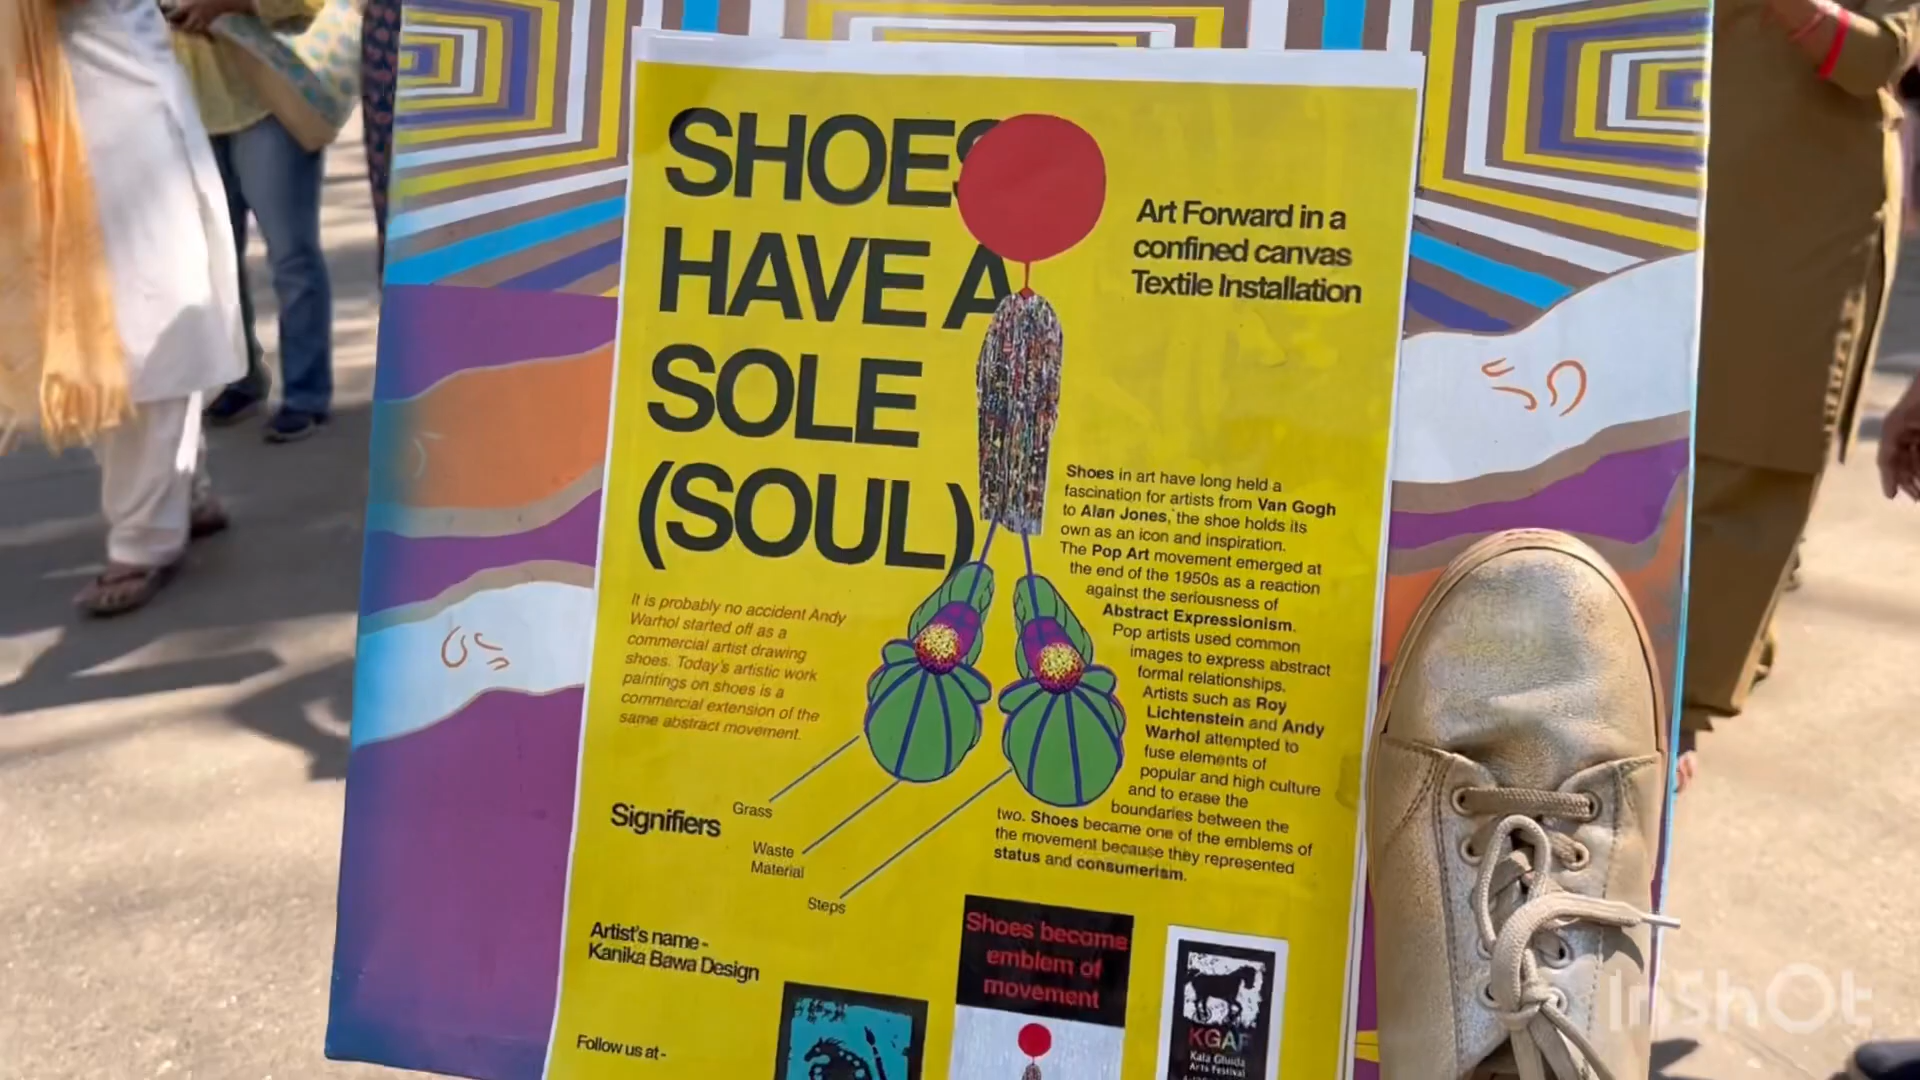 SHOES
HAVE A
SOLE
(SOUL)
Art Forward in a
confined canvas
Textile Installation
It is probably no accident Andy
Warhol started off as a
commercial artist drawing
shoes. Today's artistic work
paintings on shoes is a
commercial extension of the
same abstract movement.
Shoes in art have long held a
fascination for artists from Van Gogh
to Alan Jones, the shoe holds its
own as an icon and inspiration.
The Pop Art movement emerged at
the end of the 1950s as a reaction
against the seriousness of
Abstract Expressionism.
Pop artists used common
images to express abstract
formal relationships.
Artists such as Roy
Lichtenstein and Andy
Warhol attempted to
fuse elements of
popular and high culture
and to erase the
boundaries between the
two. Shoes became one of the emblems of
the movement because they represented
status and consumerism.
Signifiers
Grass
Waste
Material
Steps
Artist's name -
Kanika Bawa Design
Follow us at -
Shoes became
emblem of
movement
KGAF
Kala Ghoda
Arts Festival
InShOt